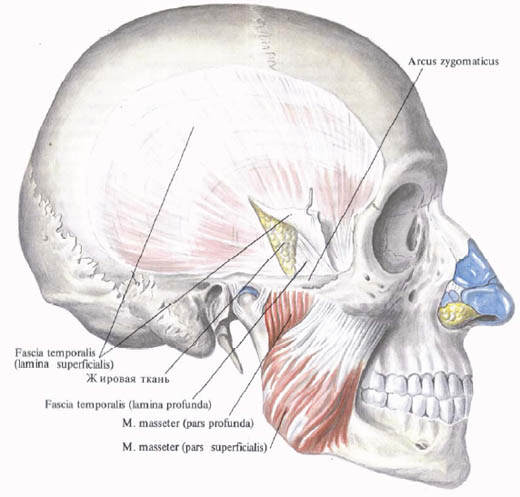 Arcus zygomaticus
Fascia temporalis
(lamina superficialis)
Жировая ткань
Fascia temporalis (lamina profunda)
M. masseter (pars profunda)
M. masseter (pars superficialis)